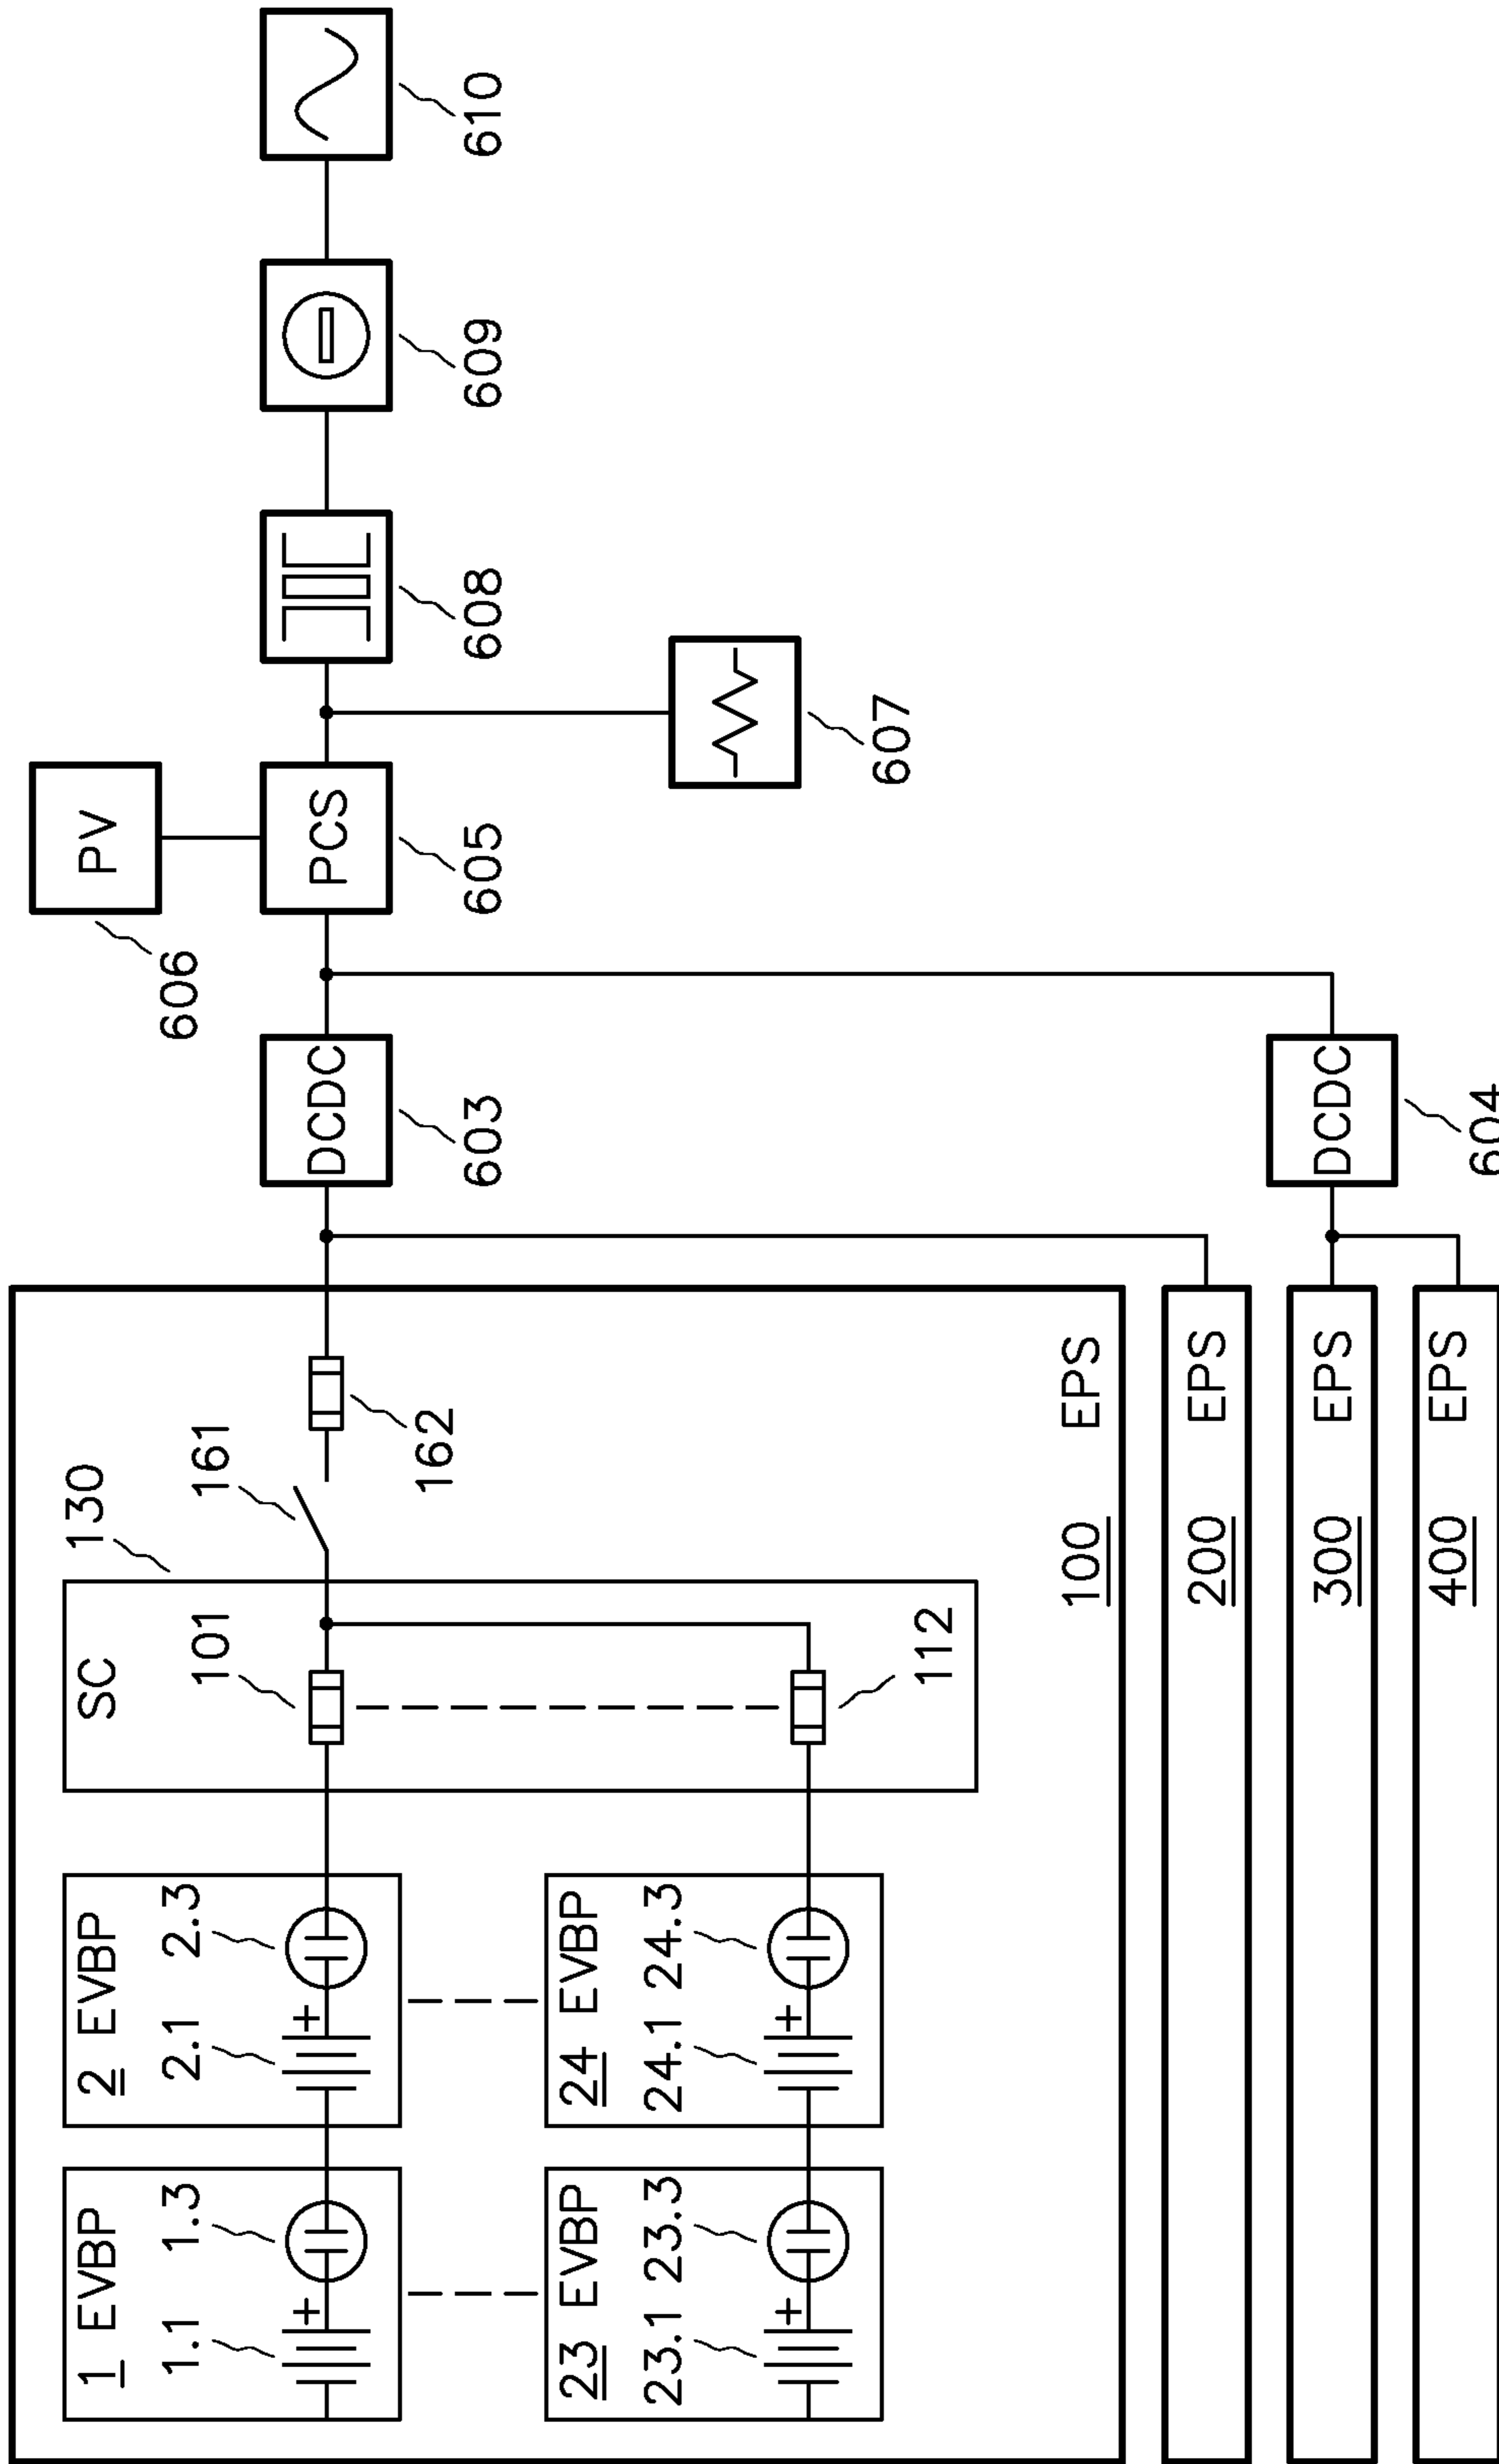 1 EVBP
1.1 1.3
2 EVBP
2.1 2.3
SC
101
130
161
162
23 EVBP
23.1 23.3
24 EVBP
24.1 24.3
112
100
EPS
200
EPS
300
EPS
400
EPS
DCDC
603
DCDC
604
606
PV
PCS
605
607
608
609
610
+
+
+
+